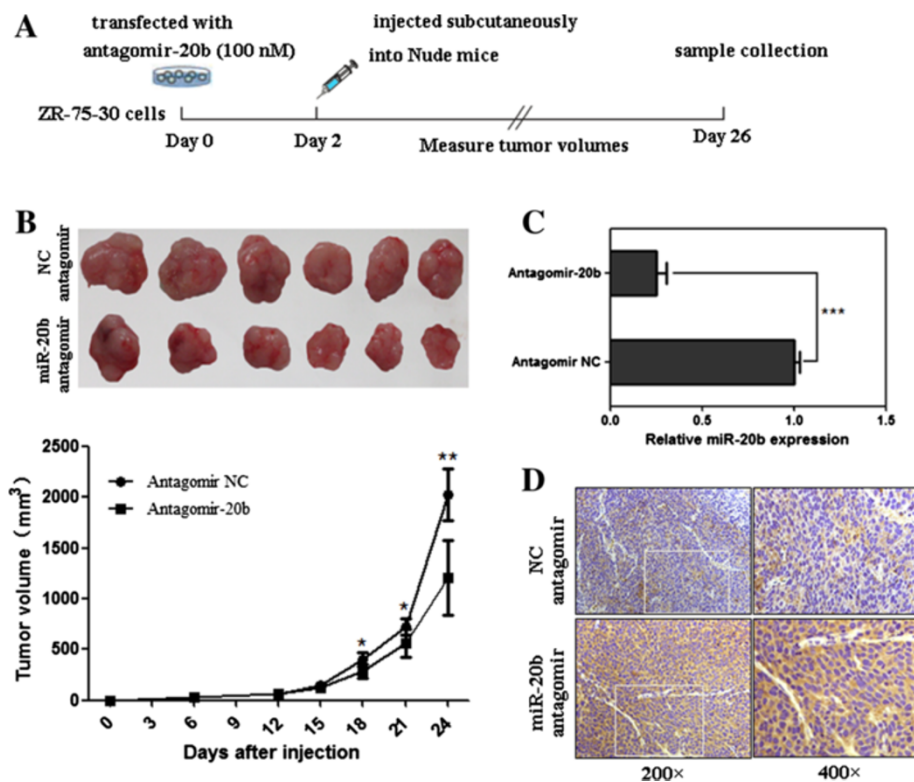 A
transfected with
antagomir-20b (100 nM)
injected subcutaneously
into Nude mice
sample collection
ZR-75-30 cells
Day 0
Day 2
Measure tumor volumes
Day 26
B
NC
antagomir
miR-20b
antagomir
Tumor volume (mm³)
2500
2000
1500
1000
500
0
Antagomir NC
Antagomir-20b
*
*
**
0
3
6
9
12
15
18
21
24
Days after injection
C
Antagomir-20b
Antagomir NC
***
0.0
0.5
1.0
1.5
Relative miR-20b expression
D
NC
antagomir
miR-20b
antagomir
200×
400×